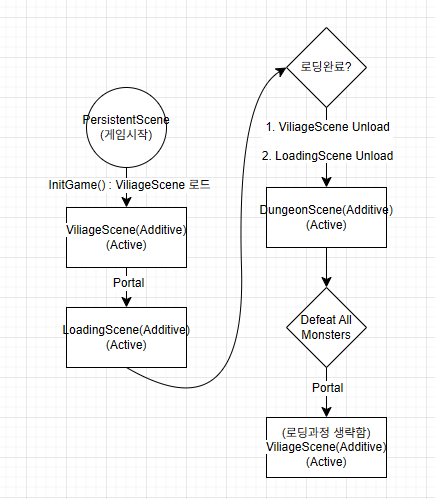 PersistentScene
(게임시작)
InitGame() : ViliageScene 로드
ViliageScene(Additive)
(Active)
Portal
LoadingScene(Additive)
(Active)
로딩완료?
1. ViliageScene Unload
2. LoadingScene Unload
DungeonScene(Additive)
(Active)
Defeat All
Monsters
Portal
(로딩과정 생략함)
ViliageScene(Additive)
(Active)